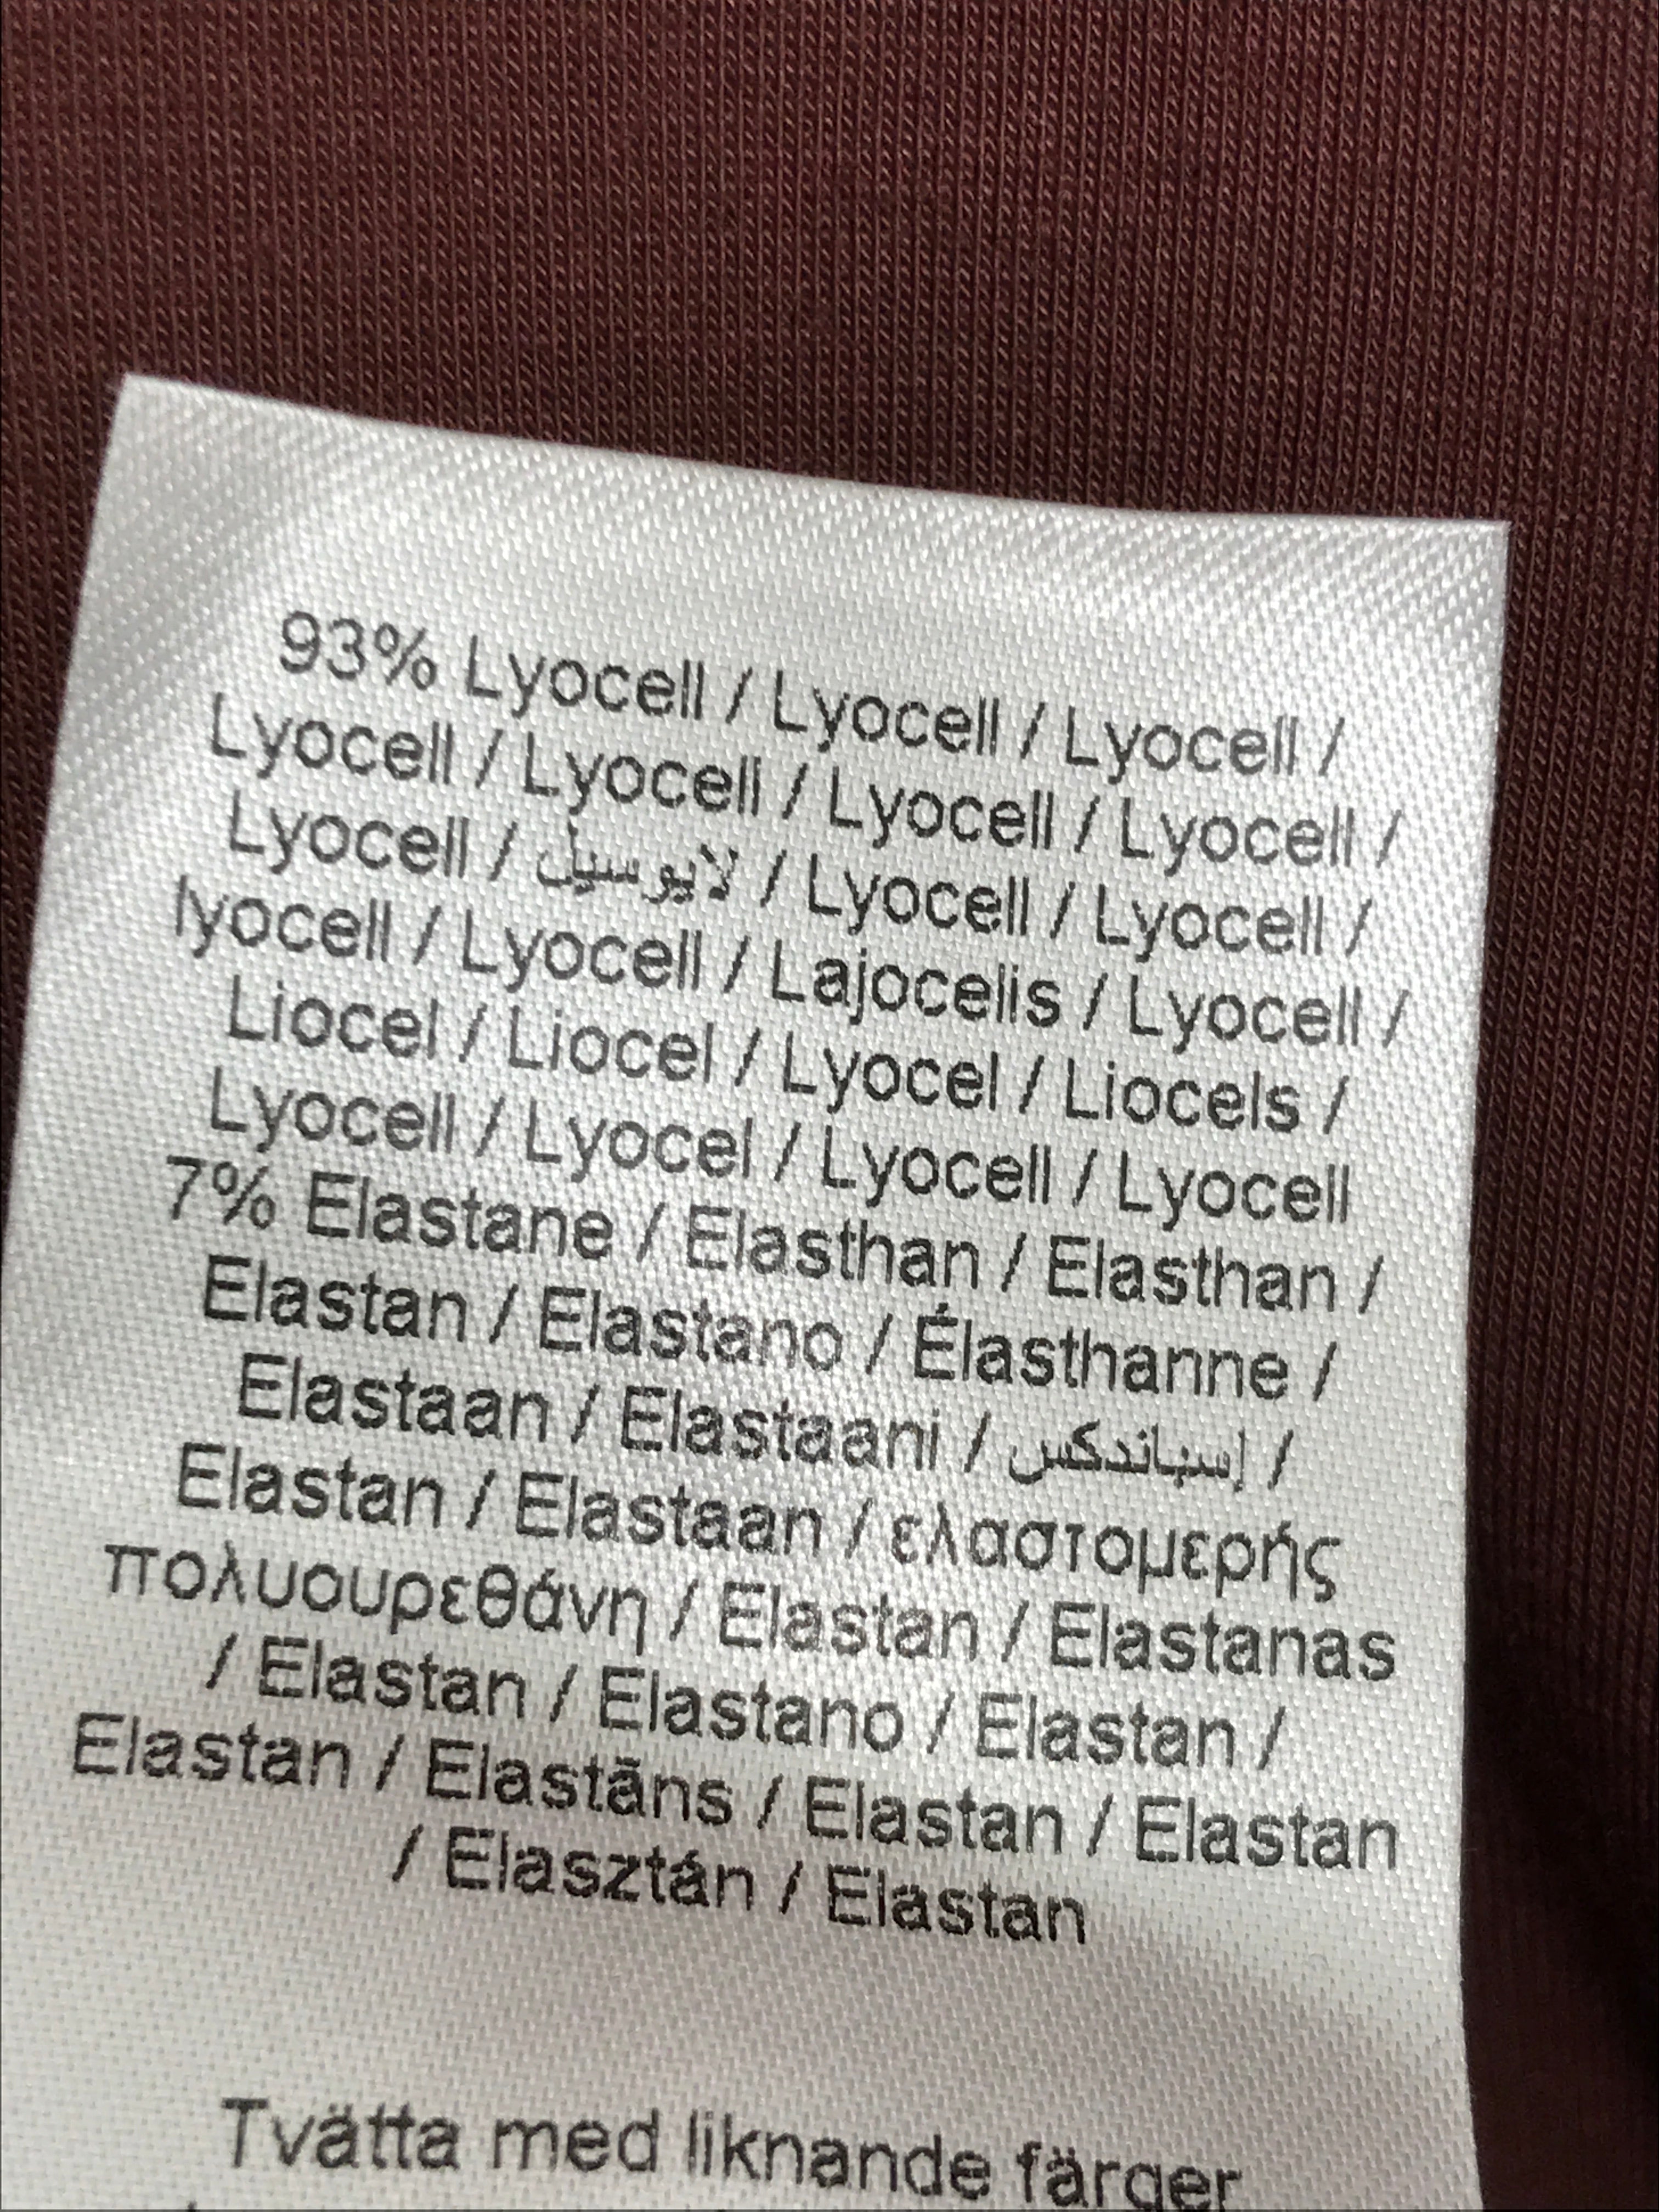 93% Lyocell / Lyocell / Lyocell /
Lyocell / Lyocell / Lyocell / Lyocell /
Lyocell / لايوسيل / Lyocell / Lyocell /
lyocell / Lyocell / Lajocelis / Lyocell /
Liocel / Liocel / Lyocel / Liocels /
Lyocell / Lyocel / Lyocell / Lyocell
7% Elastane / Elasthan / Elasthan /
Elastan / Elastano / Élasthanne /
Elastaan / Elastaani / إسباندكس /
Elastan / Elastaan / ελαστομερής
πολυουρεθάνη / Elastan / Elastanas
/ Elastan / Elastano / Elastan /
Elastan / Elastāns / Elastan / Elastan
/ Elasztán / Elastan
Tvätta med liknande färger